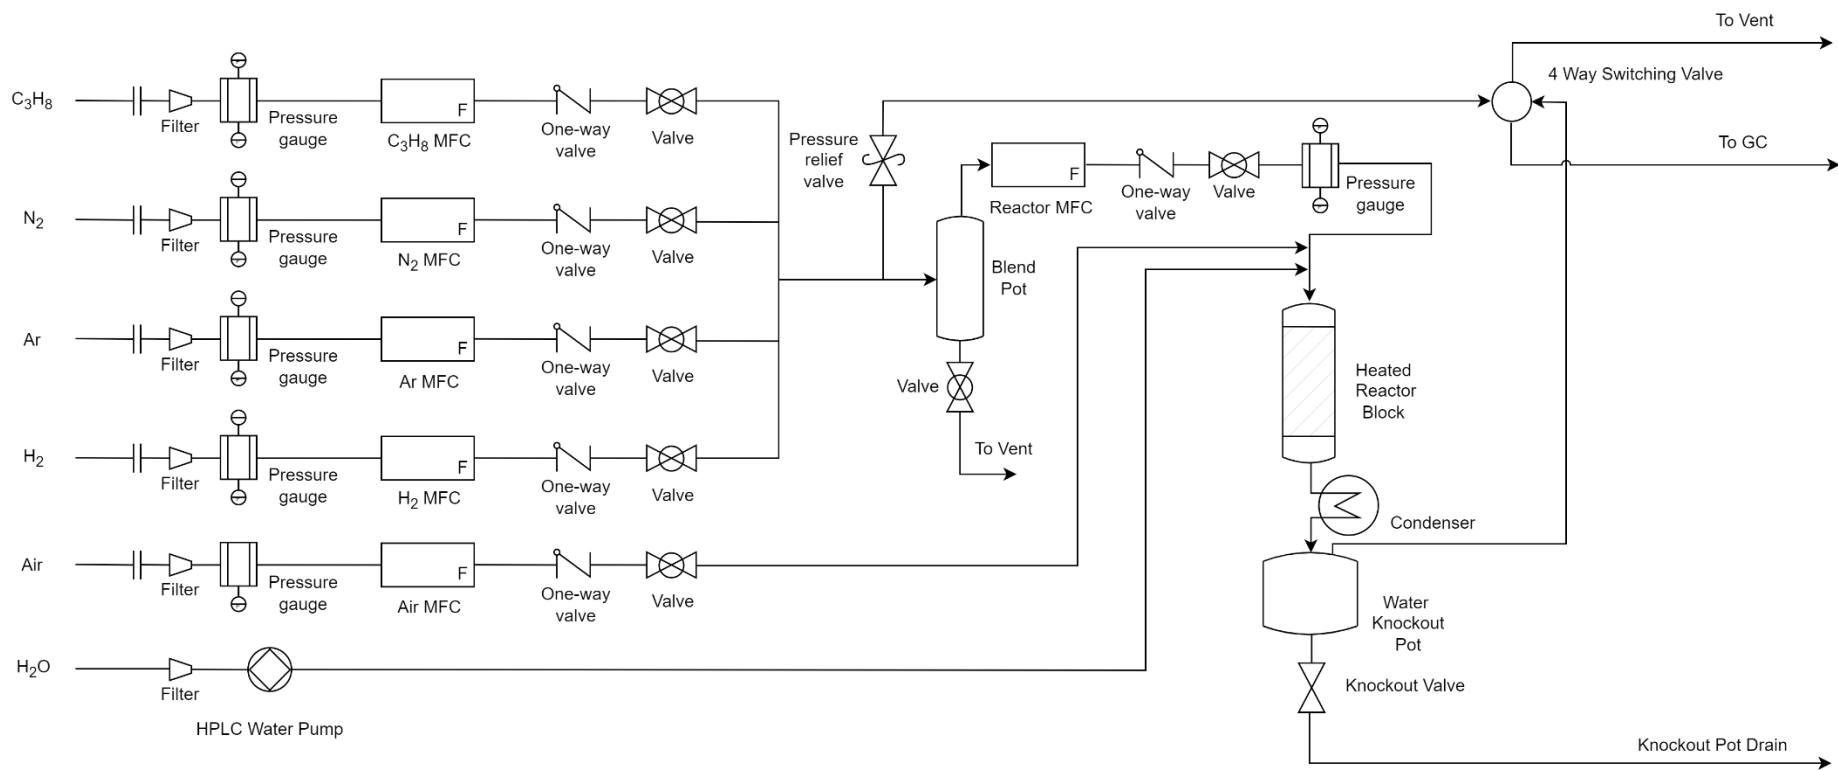 To Vent
4 Way Switching Valve
To GC
C₃H₈
Filter
Pressure
gauge
F
C₃H₈ MFC
One-way
valve
Valve
Pressure
relief
valve
F
Reactor MFC
One-way
valve
Valve
Pressure
gauge
N₂
Filter
Pressure
gauge
F
N₂ MFC
One-way
valve
Valve
Blend
Pot
Valve
To Vent
Ar
Filter
Pressure
gauge
F
Ar MFC
One-way
valve
Valve
Heated
Reactor
Block
H₂
Filter
Pressure
gauge
F
H₂ MFC
One-way
valve
Valve
Condenser
Air
Filter
Pressure
gauge
F
Air MFC
One-way
valve
Valve
Water
Knockout
Pot
H₂O
Filter
HPLC Water Pump
Knockout Valve
Knockout Pot Drain